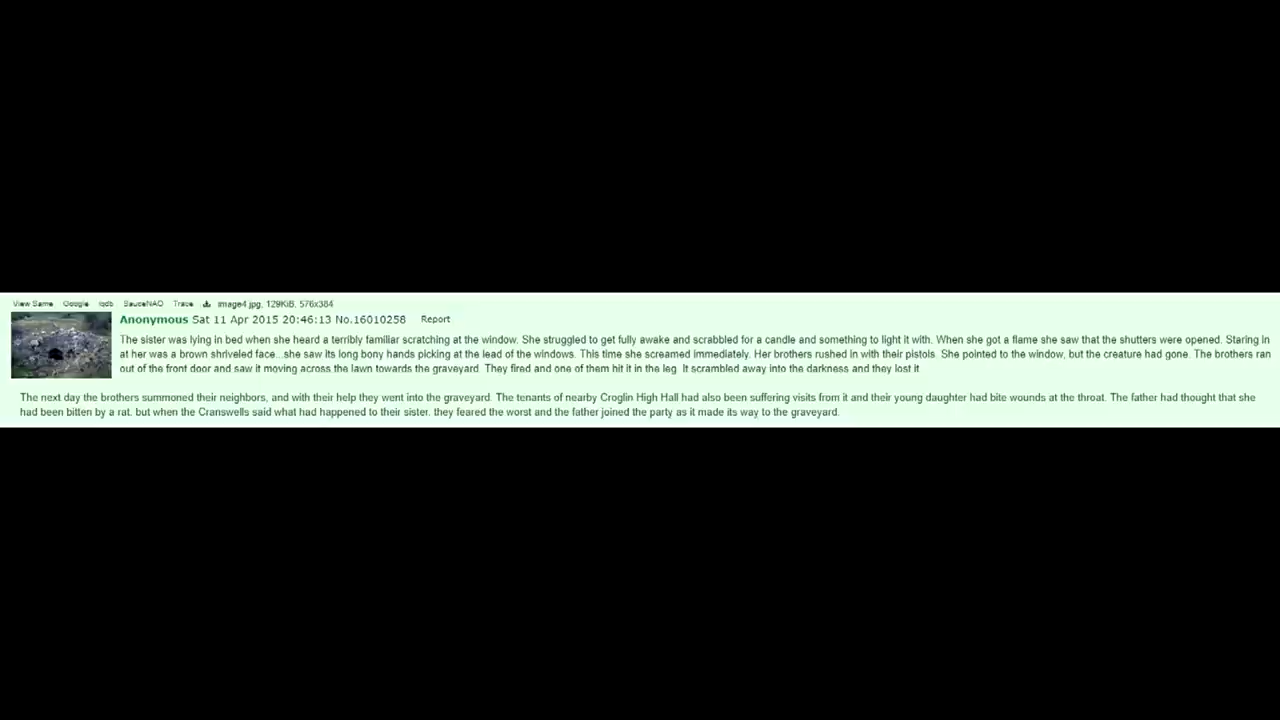 View Same Google iqdb SauceNAO Trace image4.jpg, 129KiB, 576x384
Anonymous Sat 11 Apr 2015 20:46:13 No.16010258 Report
The sister was lying in bed when she heard a terribly familiar scratching at the window. She struggled to get fully awake and scrabbled for a candle and something to light it with. When she got a flame she saw that the shutters were opened. Staring in
at her was a brown shriveled face...she saw its long bony hands picking at the lead of the windows. This time she screamed immediately. Her brothers rushed in with their pistols. She pointed to the window, but the creature had gone. The brothers ran
out of the front door and saw it moving across the lawn towards the graveyard. They fired and one of them hit it in the leg. It scrambled away into the darkness and they lost it
The next day the brothers summoned their neighbors, and with their help they went into the graveyard. The tenants of nearby Croglin High Hall had also been suffering visits from it and their young daughter had bite wounds at the throat. The father had thought that she
had been bitten by a rat, but when the Cranswells said what had happened to their sister, they feared the worst and the father joined the party as it made its way to the graveyard.